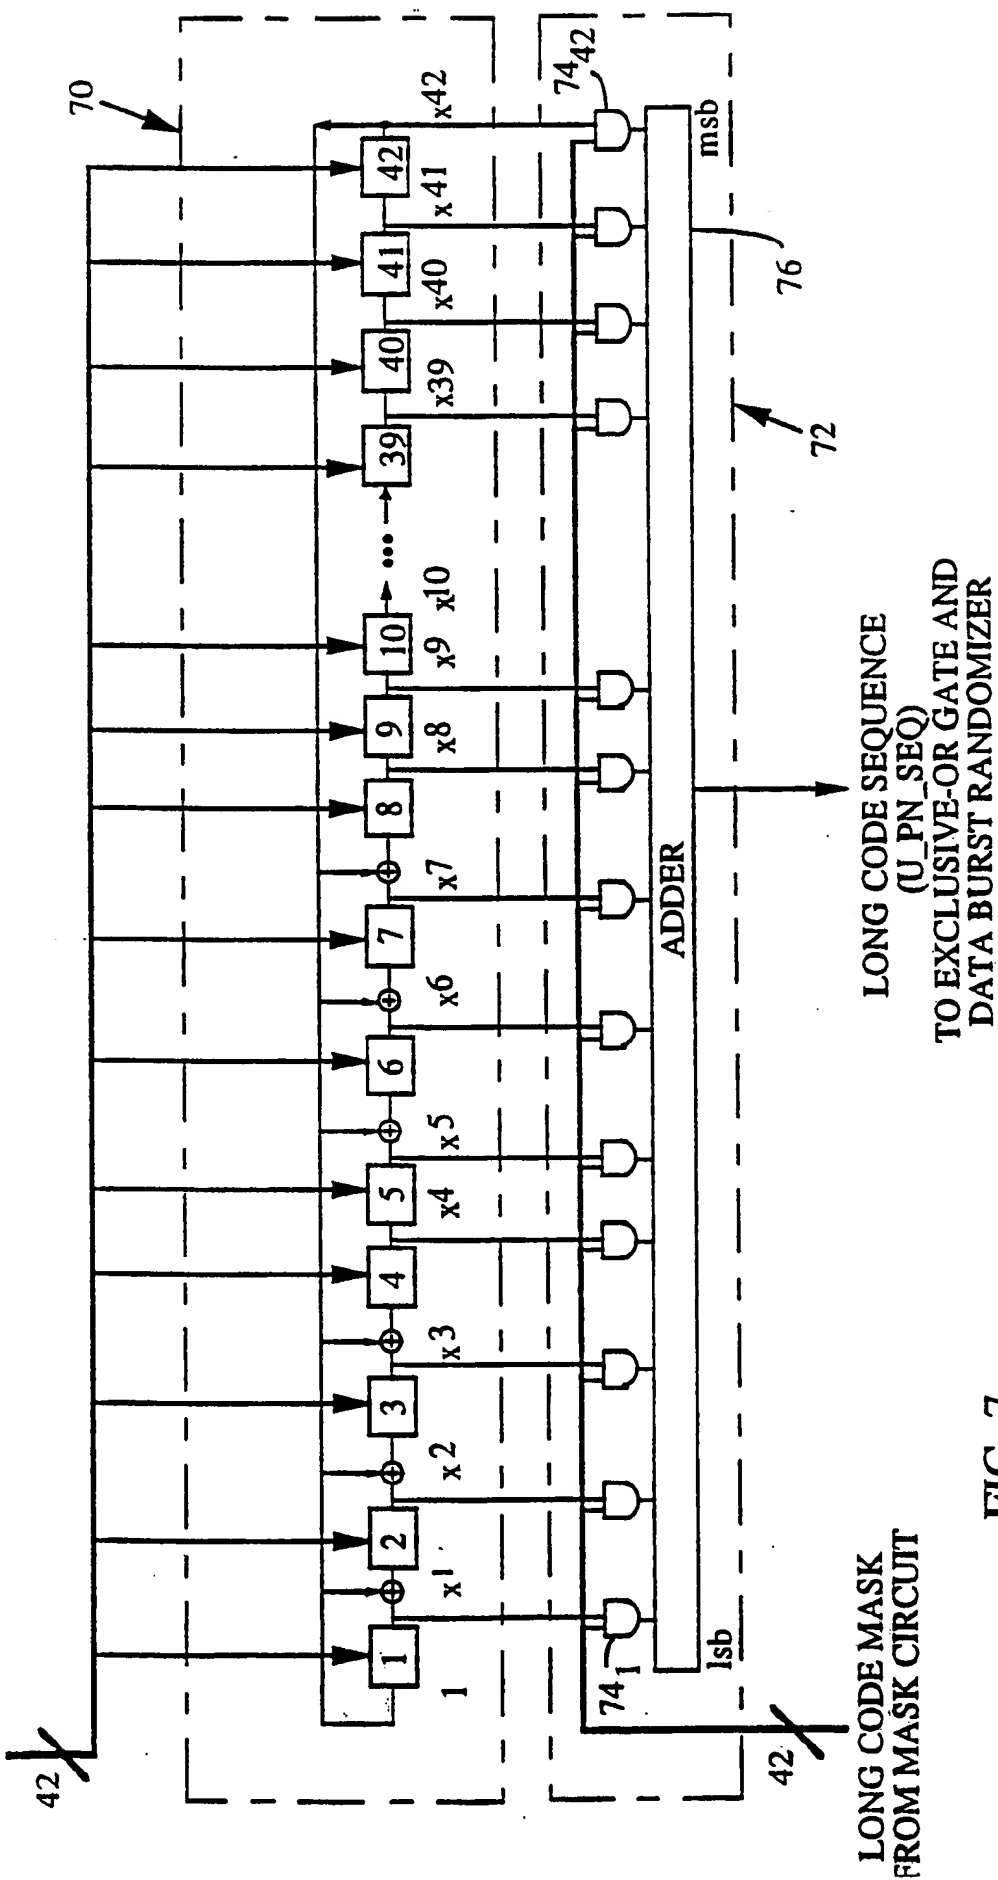 42
70
1
2
3
4
5
6
7
8
9
10
39
40
41
42
1
x1
x2
x3
x4
x5
x6
x7
x8
x9
x10
x39
x40
x41
x42
74 1
74 42
lsb
ADDER
msb
76
72
42
LONG CODE MASK
FROM MASK CIRCUIT
LONG CODE SEQUENCE
(U_PN_SEQ)
TO EXCLUSIVE-OR GATE AND
DATA BURST RANDOMIZER
FIG. 7